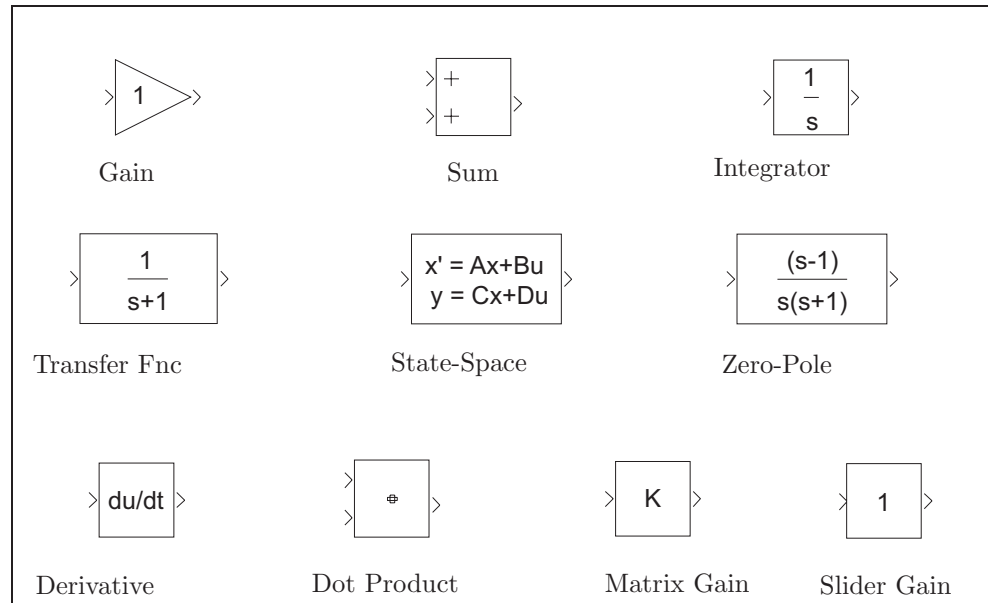 1
+
+
1
s
Gain
Sum
Integrator
1
s+1
x' = Ax+Bu
y = Cx+Du
(s-1)
s(s+1)
Transfer Fnc
State-Space
Zero-Pole
du/dt
K
1
Derivative
Dot Product
Matrix Gain
Slider Gain